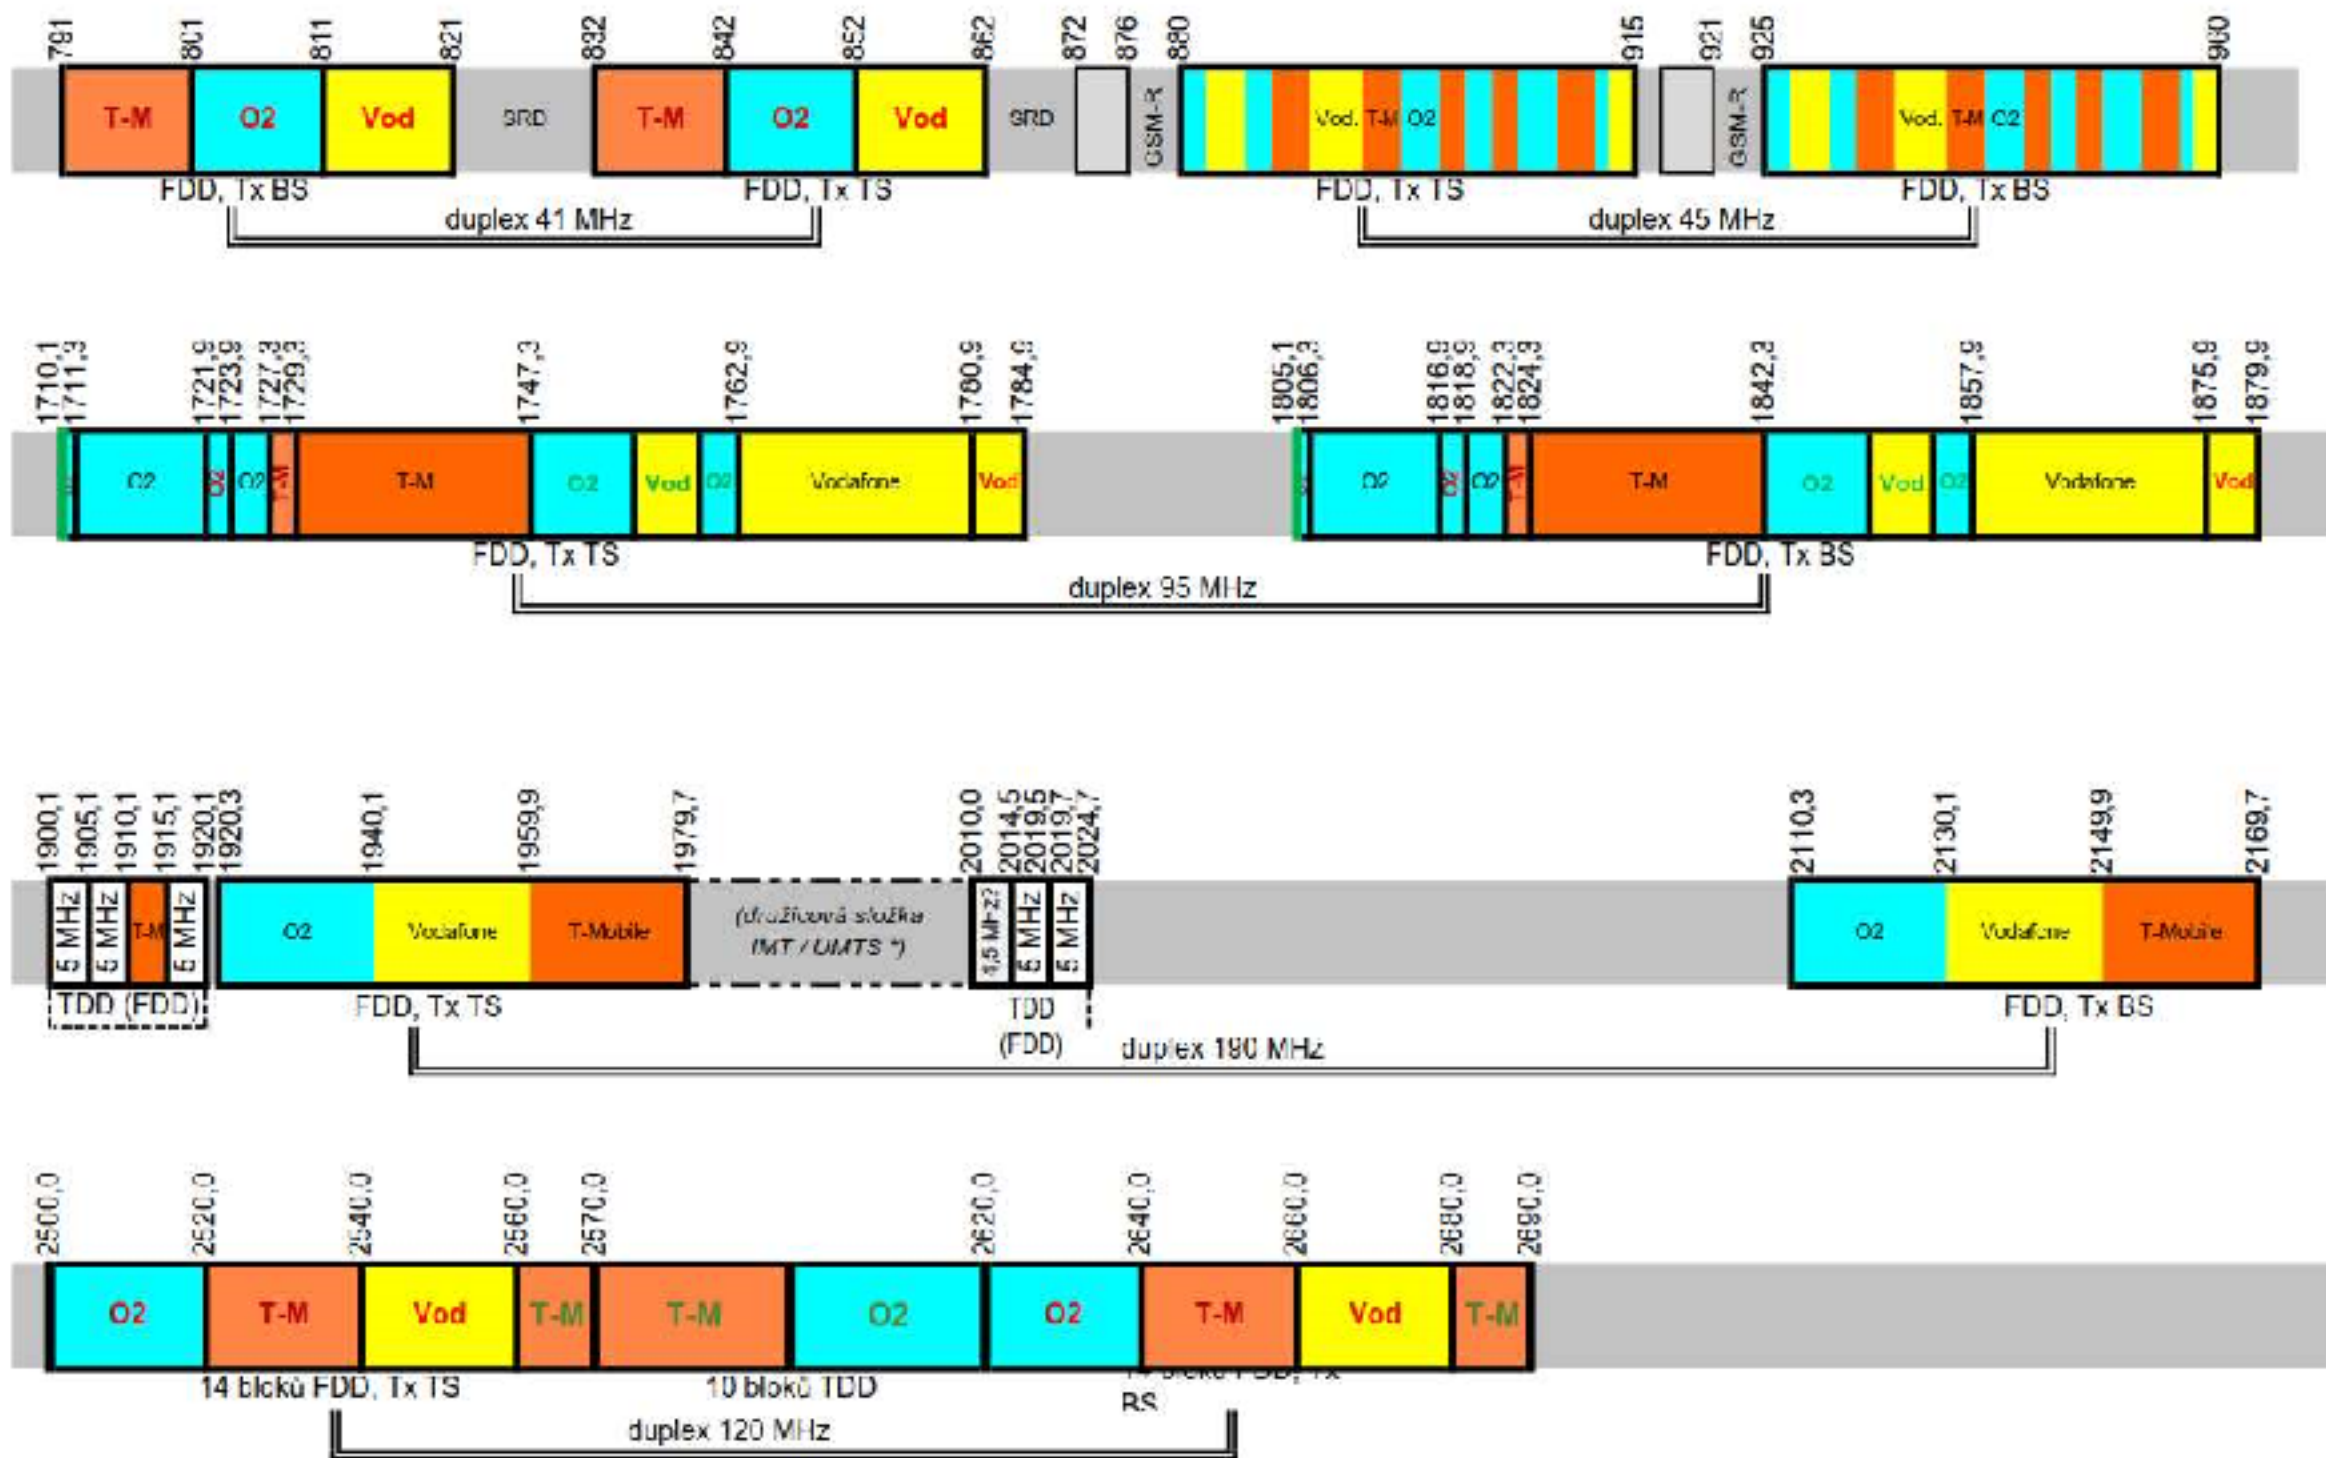 791 801 811 821 832 842 852 862 872 876 880 915 921 925 960
T-M O2 Vod SRD T-M O2 Vod SRD GSM-R Vod. T-M O2 GSM-R Vod. T-M O2
FDD, Tx BS FDD, Tx TS FDD, Tx TS FDD, Tx BS
duplex 41 MHz duplex 45 MHz
1710,1 1711,3 1721,9 1723,9 1727,3 1729,3 1747,3 1762,9 1780,9 1784,9 1805,1 1806,3 1816,9 1818,9 1822,3 1824,3 1842,3 1857,9 1875,9 1879,9
O2 O2 O2 T-M T-M O2 Vod O2 Vodafone Vod O2 O2 O2 T-M T-M O2 Vod O2 Vodafone Vod
FDD, Tx TS FDD, Tx BS
duplex 95 MHz
1900,1 1905,1 1910,1 1915,1 1920,1 1920,3 1940,1 1959,9 1979,7 2010,0 2014,5 2019,5 2019,7 2024,7 2110,3 2130,1 2149,9 2169,7
5 MHz 5 MHz T-M 5 MHz O2 Vodafone T-Mobile (družicová složka 4,5 MHz? 5 MHz 5 MHz O2 Vodafone T-Mobile
IMT / UMTS *)
TDD (FDD) FDD, Tx TS TDD FDD, Tx BS
(FDD) duplex 190 MHz
2500,0 2520,0 2540,0 2560,0 2570,0 2620,0 2640,0 2660,0 2680,0 2690,0
O2 T-M Vod T-M T-M O2 O2 T-M Vod T-M
14 bloků FDD, Tx TS 10 bloků TDD 14 bloků FDD, Tx
BS
duplex 120 MHz